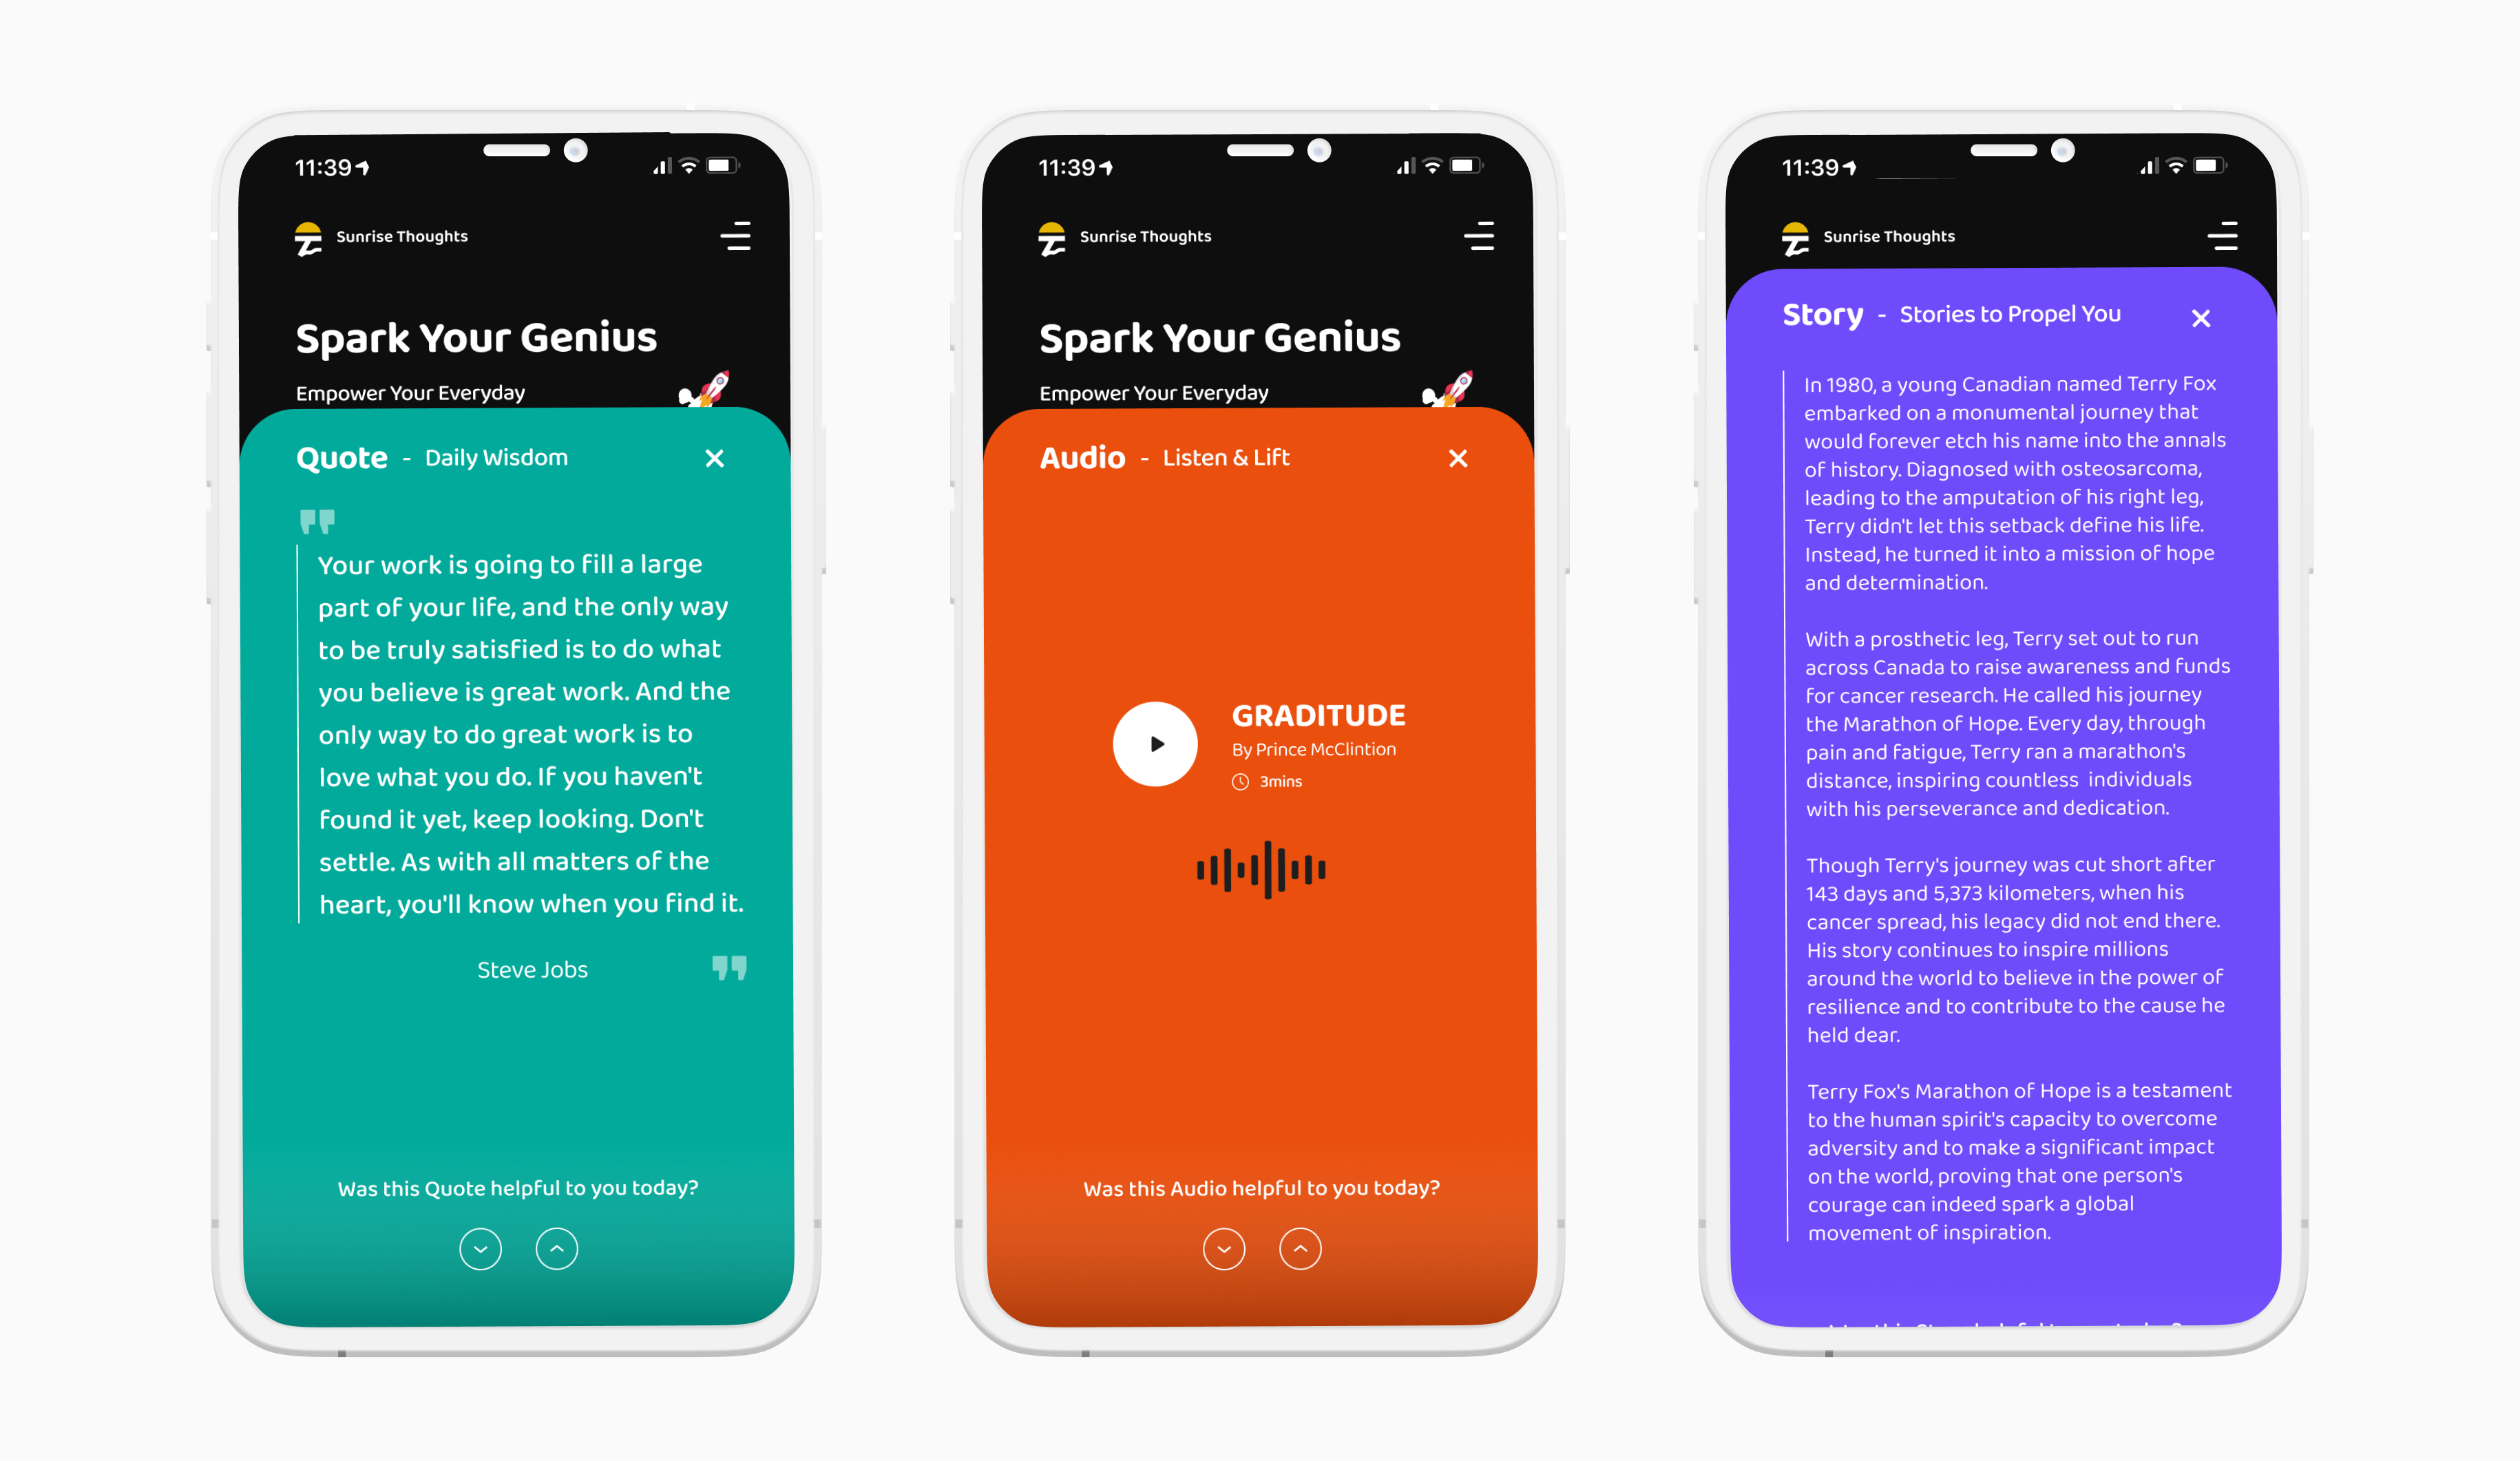 11:39
Sunrise Thoughts
Spark Your Genius
Empower Your Everyday
Quote - Daily Wisdom
Your work is going to fill a large
part of your life, and the only way
to be truly satisfied is to do what
you believe is great work. And the
only way to do great work is to
love what you do. If you haven't
found it yet, keep looking. Don't
settle. As with all matters of the
heart, you'll know when you find it.
Steve Jobs
Was this Quote helpful to you today?
11:39
Sunrise Thoughts
Spark Your Genius
Empower Your Everyday
Audio - Listen & Lift
GRADITUDE
By Prince McClintion
3mins
Was this Audio helpful to you today?
11:39
Sunrise Thoughts
Story - Stories to Propel You
In 1980, a young Canadian named Terry Fox
embarked on a monumental journey that
would forever etch his name into the annals
of history. Diagnosed with osteosarcoma,
leading to the amputation of his right leg,
Terry didn't let this setback define his life.
Instead, he turned it into a mission of hope
and determination.
With a prosthetic leg, Terry set out to run
across Canada to raise awareness and funds
for cancer research. He called his journey
the Marathon of Hope. Every day, through
pain and fatigue, Terry ran a marathon's
distance, inspiring countless  individuals
with his perseverance and dedication.
Though Terry's journey was cut short after
143 days and 5,373 kilometers, when his
cancer spread, his legacy did not end there.
His story continues to inspire millions
around the world to believe in the power of
resilience and to contribute to the cause he
held dear.
Terry Fox's Marathon of Hope is a testament
to the human spirit's capacity to overcome
adversity and to make a significant impact
on the world, proving that one person's
courage can indeed spark a global
movement of inspiration.